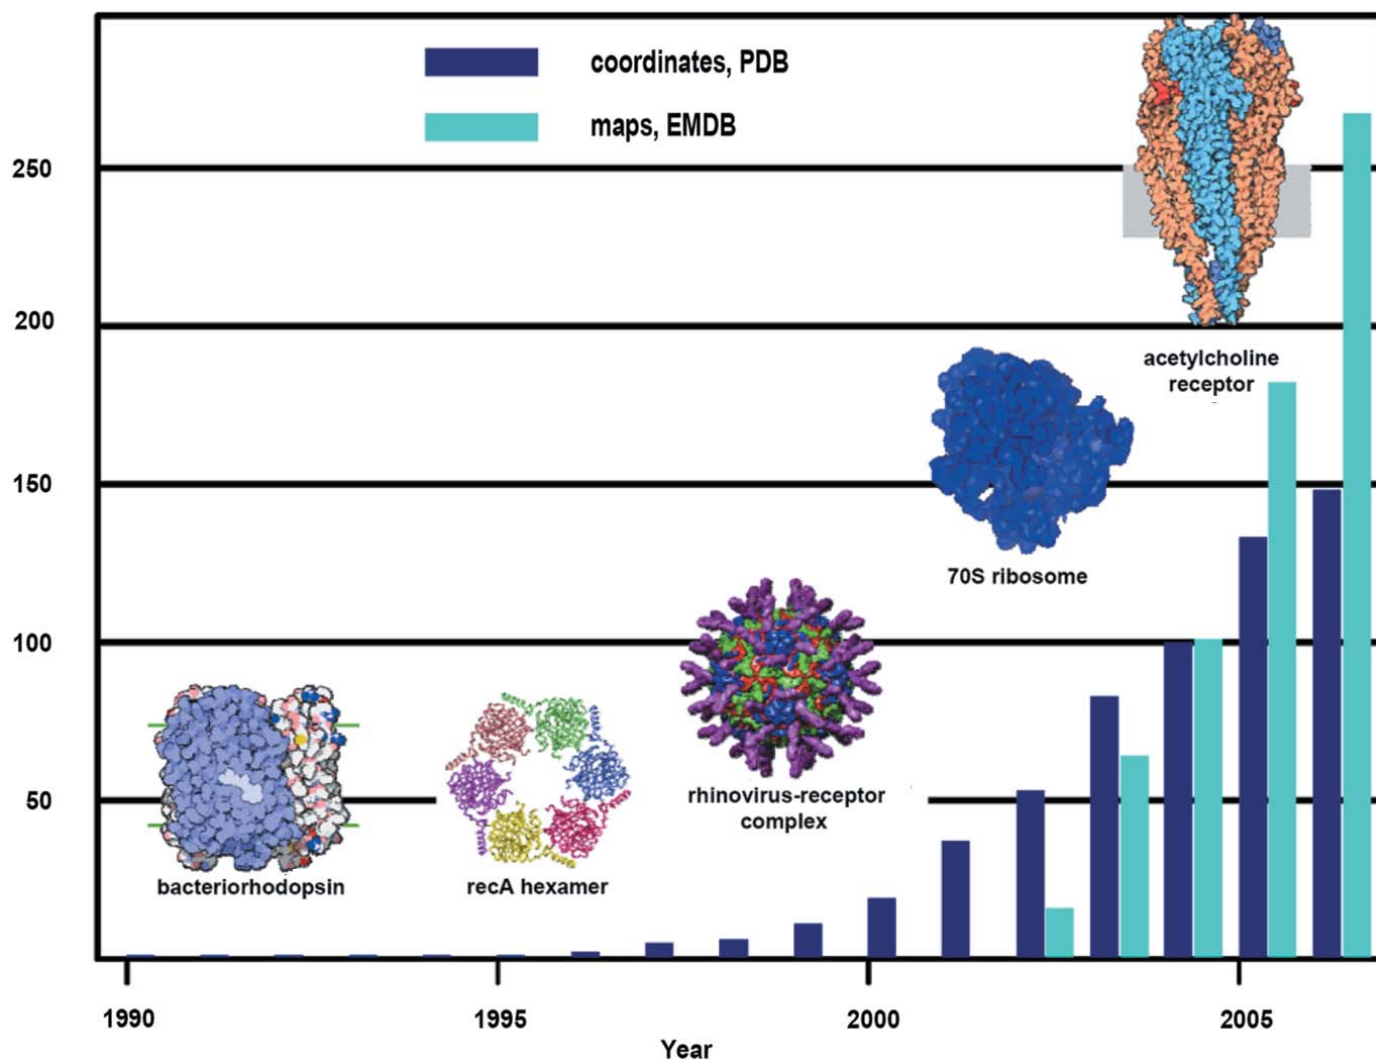 coordinates, PDB
maps, EMDB
250
200
acetylcholine
receptor
150
70S ribosome
100
50
rhinovirus-receptor
complex
bacteriorhodopsin
recA hexamer
1990
1995
2000
2005
Year